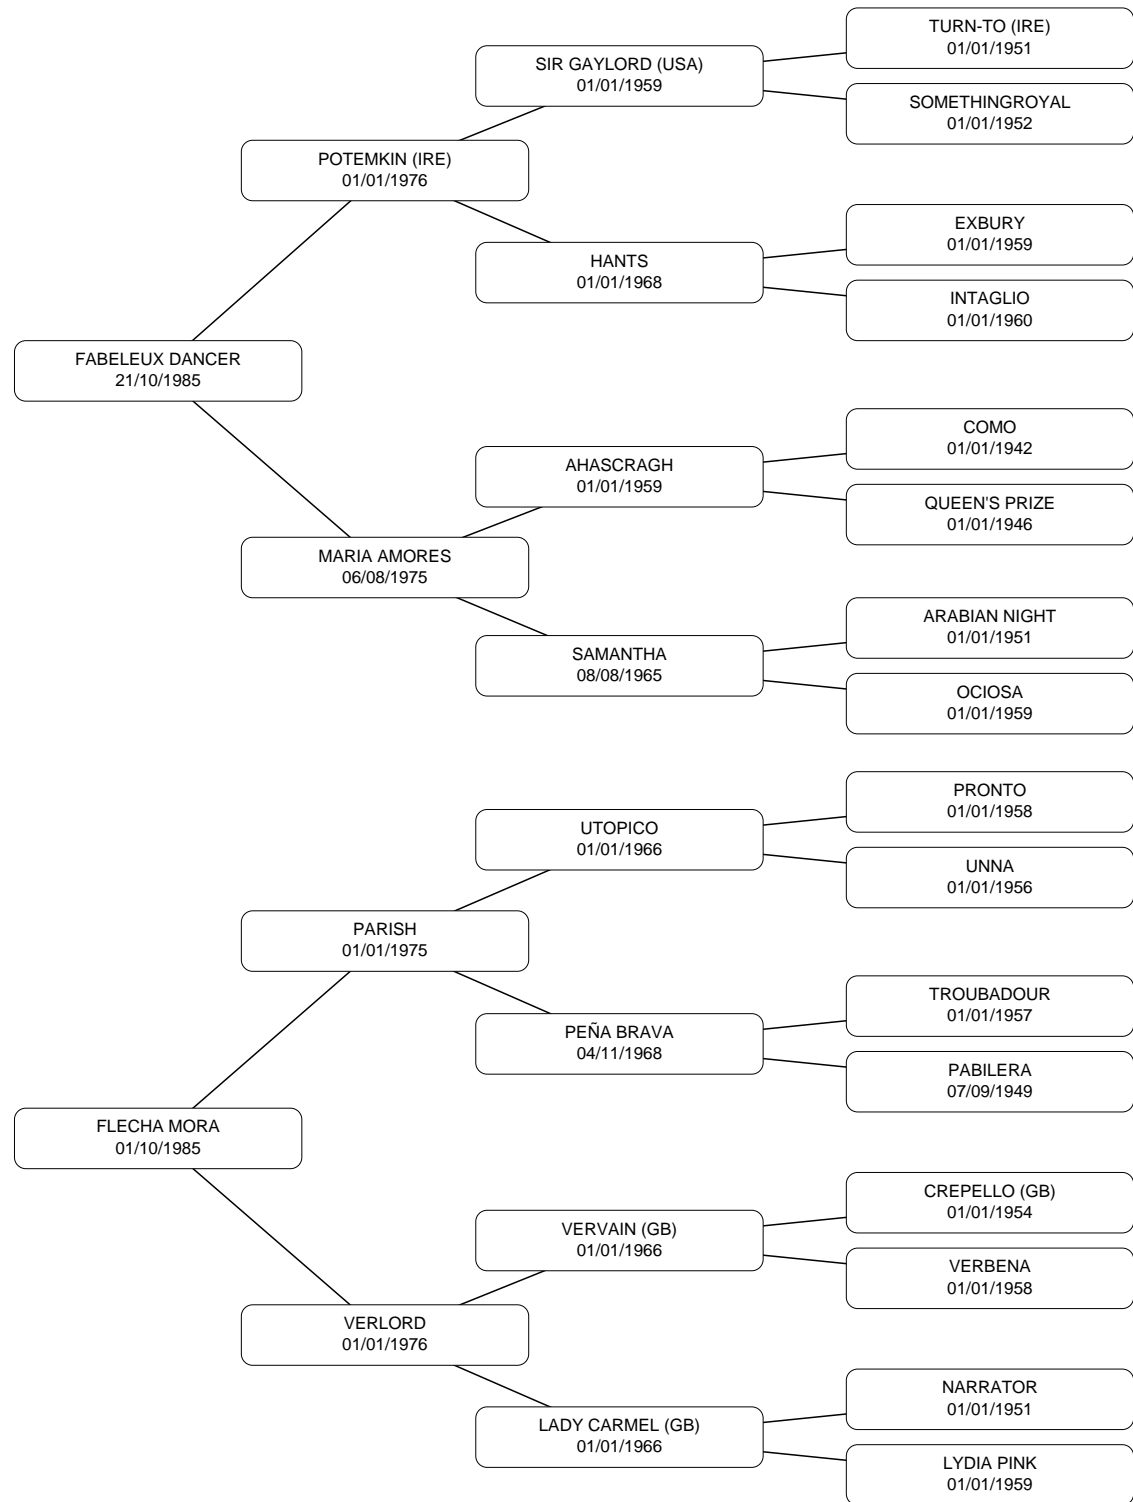 TURN-TO (IRE)
01/01/1951
SIR GAYLORD (USA)
01/01/1959
SOMETHINGROYAL
01/01/1952
POTEMKIN (IRE)
01/01/1976
EXBURY
01/01/1959
HANTS
01/01/1968
INTAGLIO
01/01/1960
FABELEUX DANCER
21/10/1985
COMO
01/01/1942
AHASCRAGH
01/01/1959
QUEEN'S PRIZE
01/01/1946
MARIA AMORES
06/08/1975
ARABIAN NIGHT
01/01/1951
SAMANTHA
08/08/1965
OCIOSA
01/01/1959
PRONTO
01/01/1958
UTOPICO
01/01/1966
UNNA
01/01/1956
PARISH
01/01/1975
TROUBADOUR
01/01/1957
PEÑA BRAVA
04/11/1968
PABILERA
07/09/1949
FLECHA MORA
01/10/1985
CREPELLO (GB)
01/01/1954
VERVAIN (GB)
01/01/1966
VERBENA
01/01/1958
VERLORD
01/01/1976
NARRATOR
01/01/1951
LADY CARMEL (GB)
01/01/1966
LYDIA PINK
01/01/1959